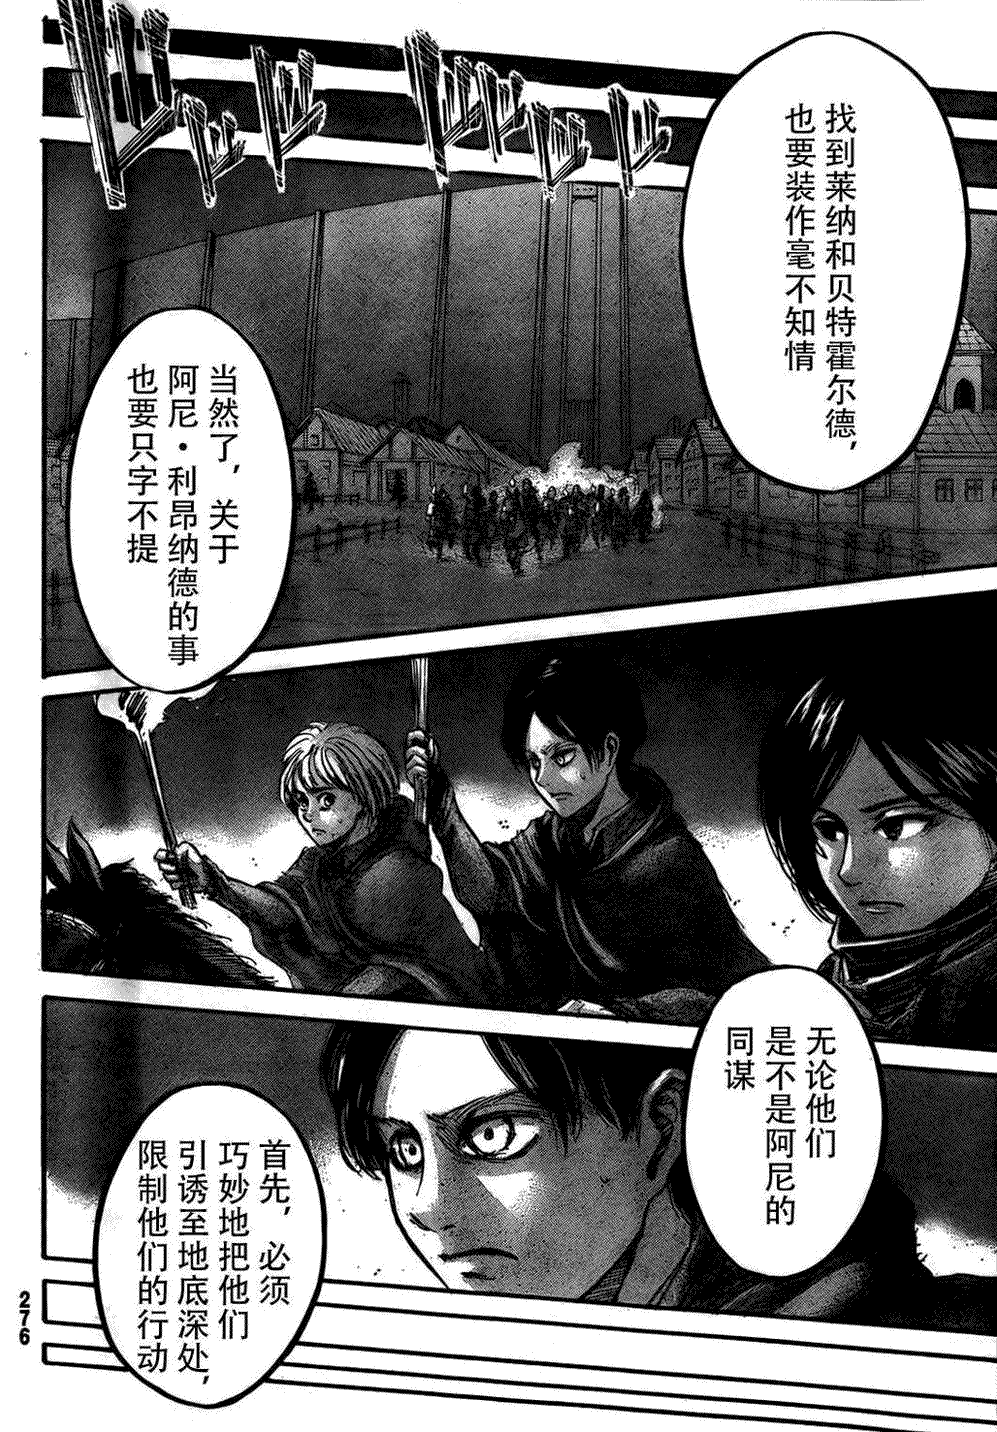 找到莱纳和贝特霍尔德,
也要装作毫不知情
当然了,关于
阿尼·利昂纳德的事
也要只字不提
无论他们
是不是阿尼的
同谋
首先,必须
巧妙地把他们
引诱至地底深处,
限制他们的行动
276